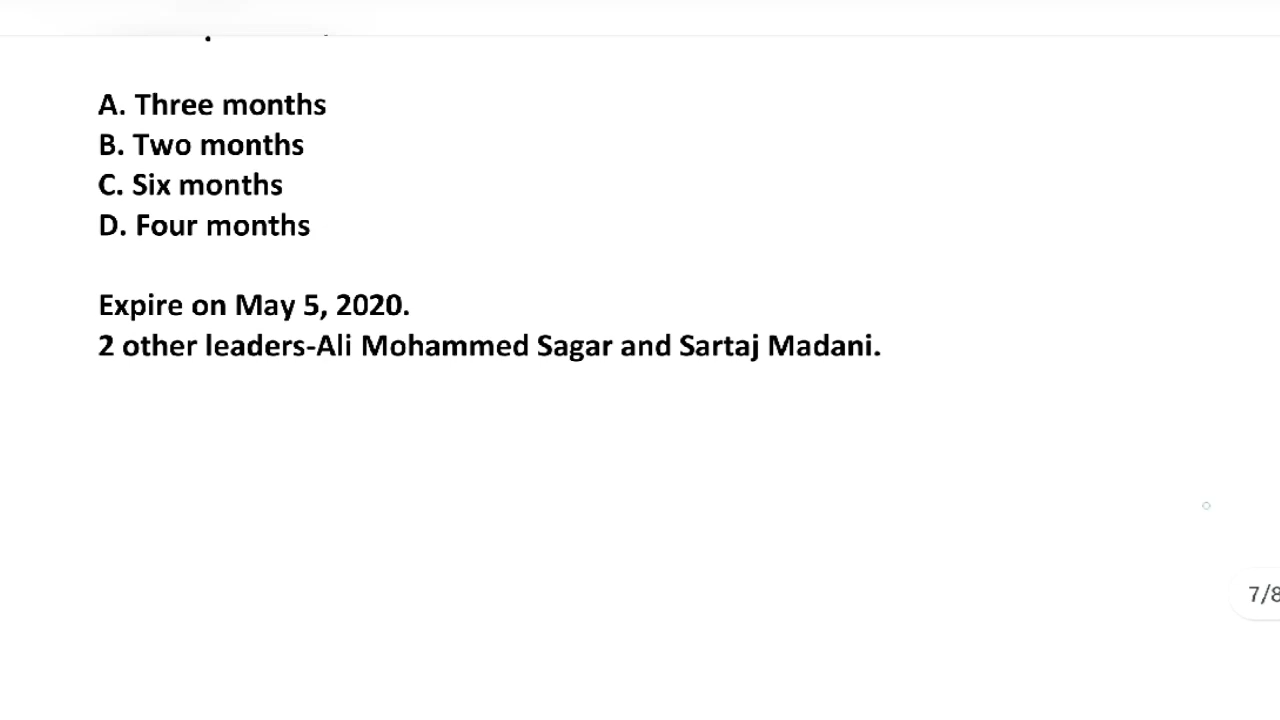 A. Three months
B. Two months
C. Six months
D. Four months
Expire on May 5, 2020.
2 other leaders-Ali Mohammed Sagar and Sartaj Madani.
7/8